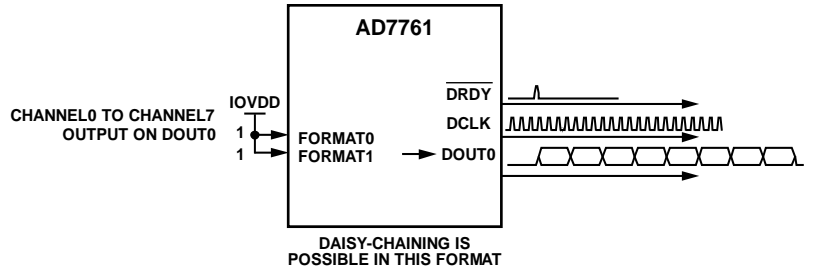 AD7761
IOVDD
CHANNEL0 TO CHANNEL7
OUTPUT ON DOUT0
1
1
FORMAT0
FORMAT1
DRDY
DCLK
DOUT0
DAISY-CHAINING IS
POSSIBLE IN THIS FORMAT